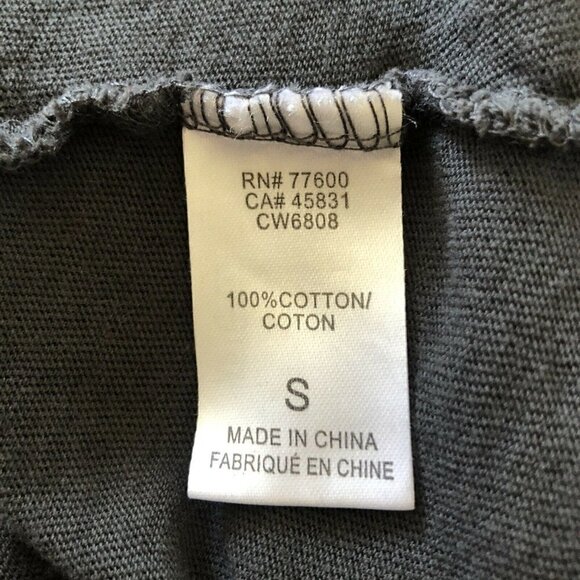 RN# 77600
CA# 45831
CW6808
100%COTTON/
COTON
S
MADE IN CHINA
FABRIQUÉ EN CHINE